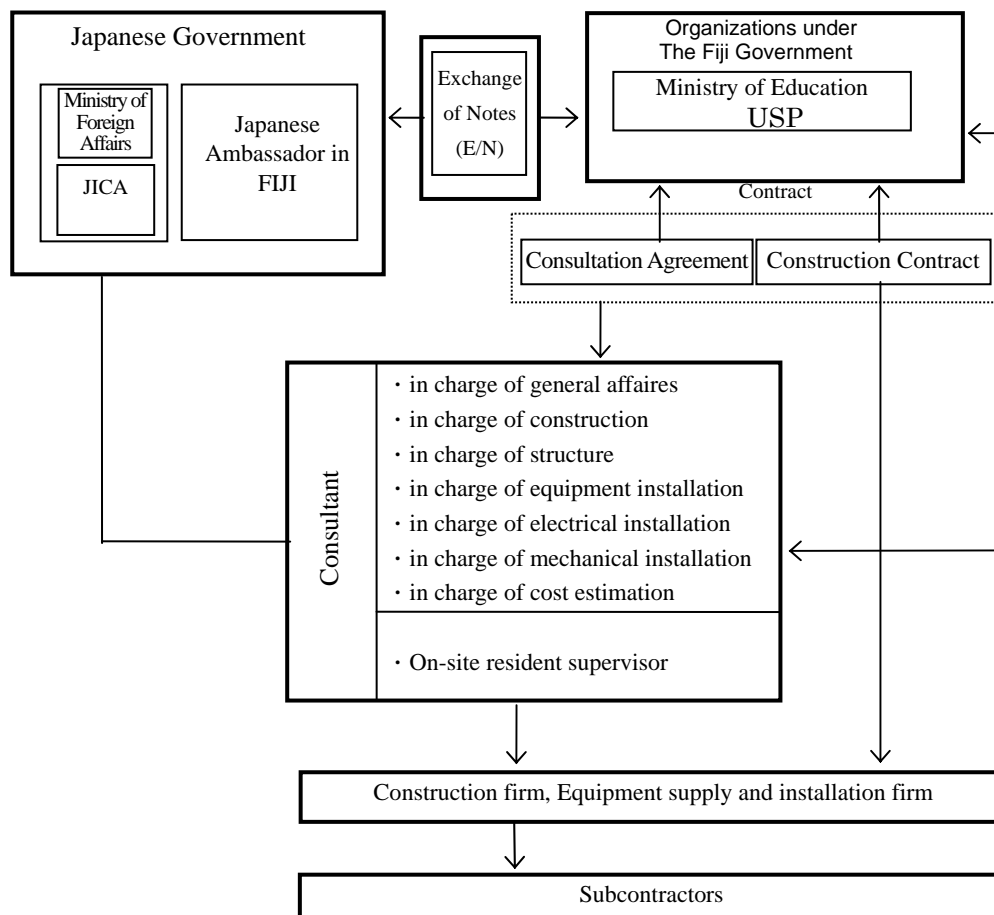 Japanese Government
Ministry of
Foreign
Affairs
JICA
Japanese
Ambassador in
FIJI
Exchange
of Notes
(E/N)
Organizations under
The Fiji Government
Ministry of Education
USP
Contract
Consultation Agreement
Construction Contract
Consultant
・in charge of general affaires
・in charge of construction
・in charge of structure
・in charge of equipment installation
・in charge of electrical installation
・in charge of mechanical installation
・in charge of cost estimation
・On-site resident supervisor
Construction firm, Equipment supply and installation firm
Subcontractors